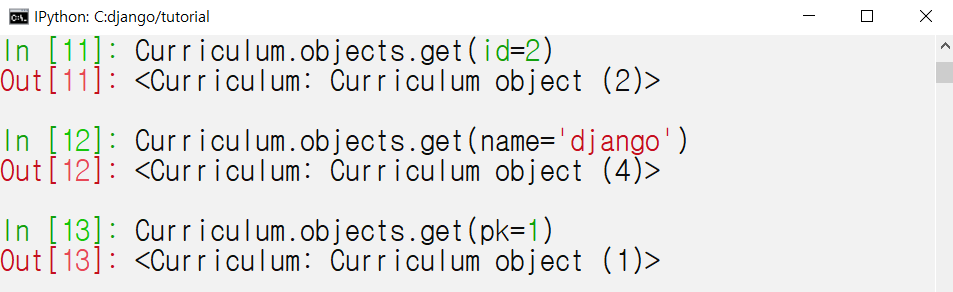 IPython: C:django/tutorial
In [11]: Curriculum.objects.get(id=2)
Out[11]: <Curriculum: Curriculum object (2)>
In [12]: Curriculum.objects.get(name='django')
Out[12]: <Curriculum: Curriculum object (4)>
In [13]: Curriculum.objects.get(pk=1)
Out[13]: <Curriculum: Curriculum object (1)>